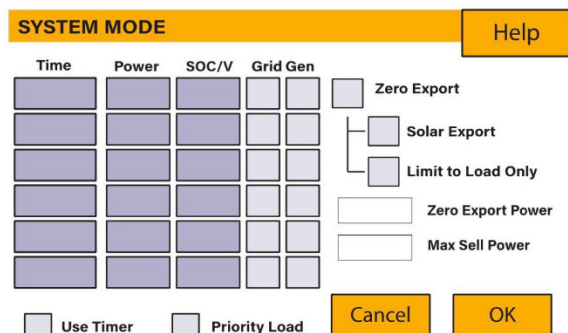 SYSTEM MODE
Help
Time Power SOC/V Grid Gen
Zero Export
Solar Export
Limit to Load Only
Zero Export Power
Max Sell Power
Use Timer Priority Load
Cancel OK